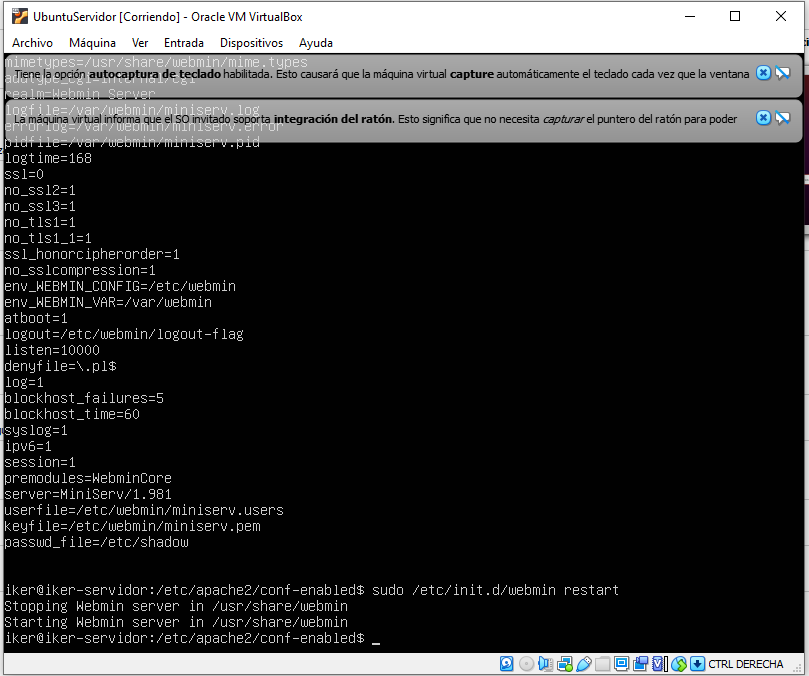 UbuntuServidor [Corriendo] - Oracle VM VirtualBox
Archivo Máquina Ver Entrada Dispositivos Ayuda
mimetypes=/usr/share/webmin/mime.types
addtype_cgi=internal/cgi
Tiene la opción autocaptura de teclado habilitada. Esto causará que la máquina virtual capture automáticamente el teclado cada vez que la ventana
realm=Webmin Server
logfile=/var/webmin/miniserv.log
La máquina virtual informa que el SO invitado soporta integración del ratón. Esto significa que no necesita capturar el puntero del ratón para poder
errorlog=/var/webmin/miniserv.error
pidfile=/var/webmin/miniserv.pid
logtime=168
ssl=0
no_ssl2=1
no_ssl3=1
no_tls1=1
no_tls1_1=1
ssl_honorcipherorder=1
no_sslcompression=1
env_WEBMIN_CONFIG=/etc/webmin
env_WEBMIN_VAR=/var/webmin
atboot=1
logout=/etc/webmin/logout-flag
listen=10000
denyfile=\.pl$
log=1
blockhost_failures=5
blockhost_time=60
syslog=1
ipv6=1
session=1
premodules=WebminCore
server=MiniServ/1.981
userfile=/etc/webmin/miniserv.users
keyfile=/etc/webmin/miniserv.pem
passwd_file=/etc/shadow
iker@iker-servidor:/etc/apache2/conf-enabled$ sudo /etc/init.d/webmin restart
Stopping Webmin server in /usr/share/webmin
Starting Webmin server in /usr/share/webmin
iker@iker-servidor:/etc/apache2/conf-enabled$ _
CTRL DERECHA